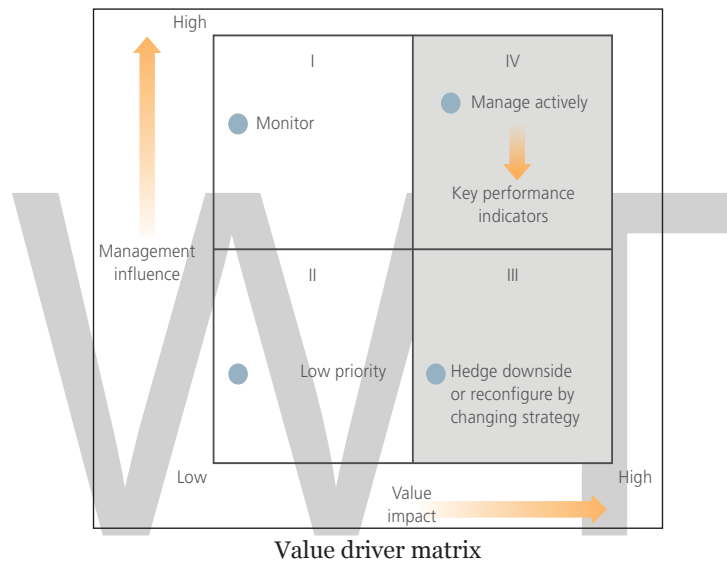 High
I
IV
Monitor
Manage actively
Key performance
indicators
Management
influence
II
III
Low priority
Hedge downside
or reconfigure by
changing strategy
Low
Value
impact
High
Value driver matrix
WT